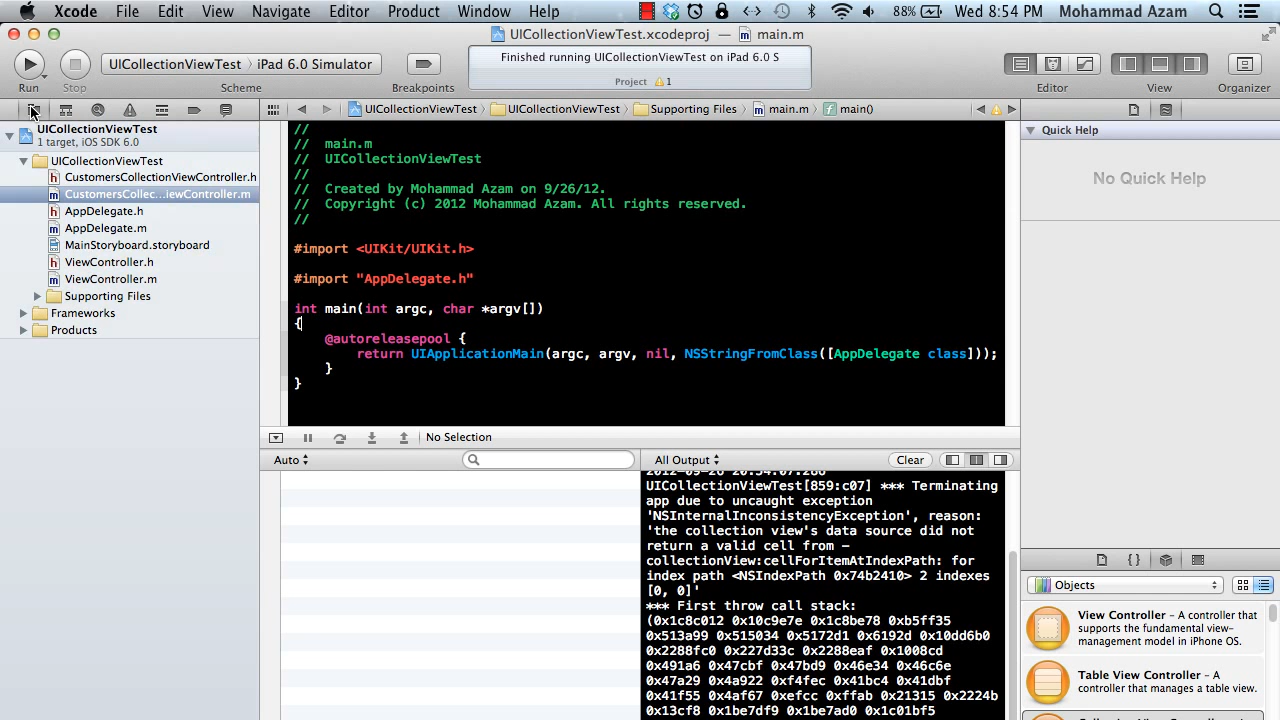 Xcode File Edit View Navigate Editor Product Window Help 88% Wed 8:54 PM Mohammad Azam
UICollectionViewTest.xcodeproj — main.m
UICollectionViewTest iPad 6.0 Simulator
Finished running UICollectionViewTest on iPad 6.0 S
Project 1
Run Stop Scheme Breakpoints Editor View Organizer
UICollectionViewTest UICollectionViewTest Supporting Files main.m main()
UICollectionViewTest
1 target, iOS SDK 6.0
UICollectionViewTest
CustomersCollectionViewController.h
CustomersCollec...iewController.m
AppDelegate.h
AppDelegate.m
MainStoryboard.storyboard
ViewController.h
ViewController.m
Supporting Files
Frameworks
Products
//
// main.m
// UICollectionViewTest
//
// Created by Mohammad Azam on 9/26/12.
// Copyright (c) 2012 Mohammad Azam. All rights reserved.
//
#import <UIKit/UIKit.h>
#import "AppDelegate.h"
int main(int argc, char *argv[])
{
@autoreleasepool {
return UIApplicationMain(argc, argv, nil, NSStringFromClass([AppDelegate class]));
}
}
No Selection
Auto
All Output Clear
UICollectionViewTest[859:c07] *** Terminating
app due to uncaught exception
'NSInternalInconsistencyException', reason:
'the collection view's data source did not
return a valid cell from -
collectionView:cellForItemAtIndexPath: for
index path <NSIndexPath 0x74b2410> 2 indexes
[0, 0]'
*** First throw call stack:
(0x1c8c012 0x10c9e7e 0x1c8be78 0xb5ff35
0x513a99 0x515034 0x5172d1 0x6192d 0x10dd6b0
0x2288fc0 0x227d33c 0x2288eaf 0x1008cd
0x491a6 0x47cbf 0x47bd9 0x46e34 0x46c6e
0x47a29 0x4a922 0xf4fec 0x41bc4 0x41dbf
0x41f55 0x4af67 0xefcc 0xffab 0x21315 0x2224b
0x13cf8 0x1be7df9 0x1be7ad0 0x1c01bf5
Quick Help
No Quick Help
{ }
Objects
View Controller - A controller that
supports the fundamental view-
management model in iPhone OS.
Table View Controller - A
controller that manages a table view.